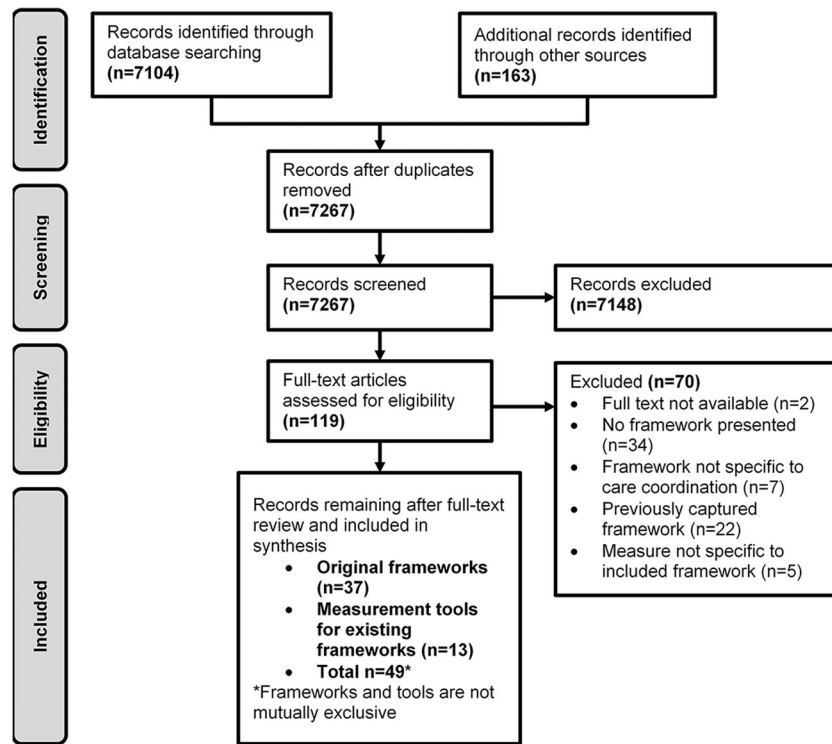 Identification
Records identified through
database searching
(n=7104)
Additional records identified
through other sources
(n=163)
Records after duplicates
removed
(n=7267)
Screening
Records screened
(n=7267)
Records excluded
(n=7148)
Eligibility
Full-text articles
assessed for eligibility
(n=119)
Excluded (n=70)
• Full text not available (n=2)
• No framework presented
(n=34)
• Framework not specific to
care coordination (n=7)
• Previously captured
framework (n=22)
• Measure not specific to
included framework (n=5)
Included
Records remaining after full-text
review and included in
synthesis
• Original frameworks
(n=37)
• Measurement tools
for existing
frameworks (n=13)
• Total n=49*
*Frameworks and tools are not
mutually exclusive